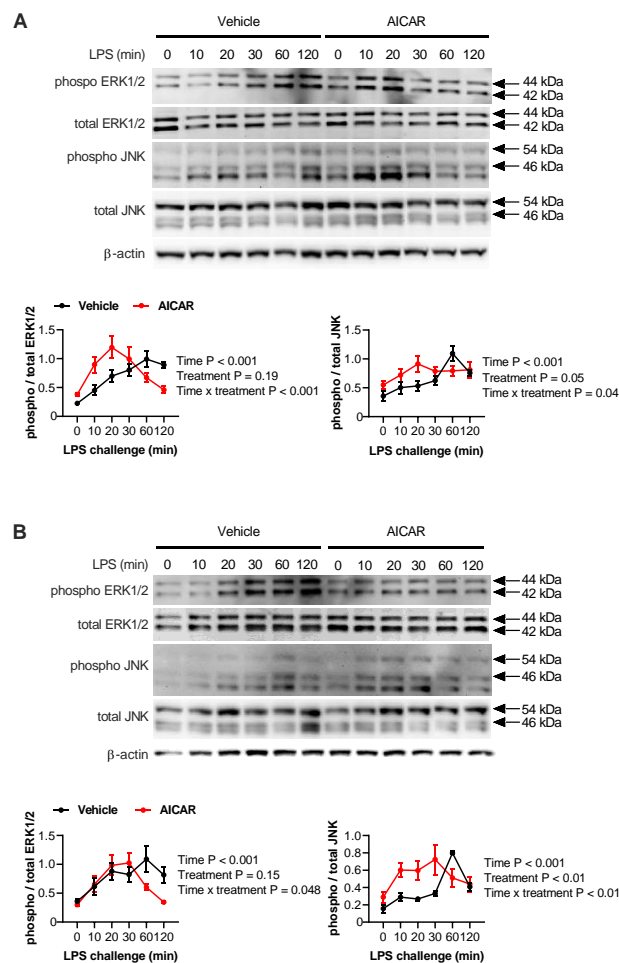 A
Vehicle AICAR
LPS (min) 0 10 20 30 60 120 0 10 20 30 60 120
phospo ERK1/2 44 kDa
42 kDa
total ERK1/2 44 kDa
42 kDa
phospho JNK 54 kDa
46 kDa
total JNK 54 kDa
46 kDa
β-actin
Vehicle AICAR
phospho / total ERK1/2
1.5
1.0
0.5
0.0
0 10 20 30 60 120
LPS challenge (min)
Time P < 0.001
Treatment P = 0.19
Time x treatment P < 0.001
phospho / total JNK
1.5
1.0
0.5
0.0
0 10 20 30 60 120
LPS challenge (min)
Time P < 0.001
Treatment P = 0.05
Time x treatment P = 0.04
B
Vehicle AICAR
LPS (min) 0 10 20 30 60 120 0 10 20 30 60 120
phospho ERK1/2 44 kDa
42 kDa
total ERK1/2 44 kDa
42 kDa
phospho JNK 54 kDa
46 kDa
total JNK 54 kDa
46 kDa
β-actin
Vehicle AICAR
phospho / total ERK1/2
1.5
1.0
0.5
0.0
0 10 20 30 60 120
LPS challenge (min)
Time P < 0.001
Treatment P = 0.15
Time x treatment P = 0.048
phospho / total JNK
1.0
0.8
0.6
0.4
0.2
0.0
0 10 20 30 60 120
LPS challenge (min)
Time P < 0.001
Treatment P < 0.01
Time x treatment P < 0.01